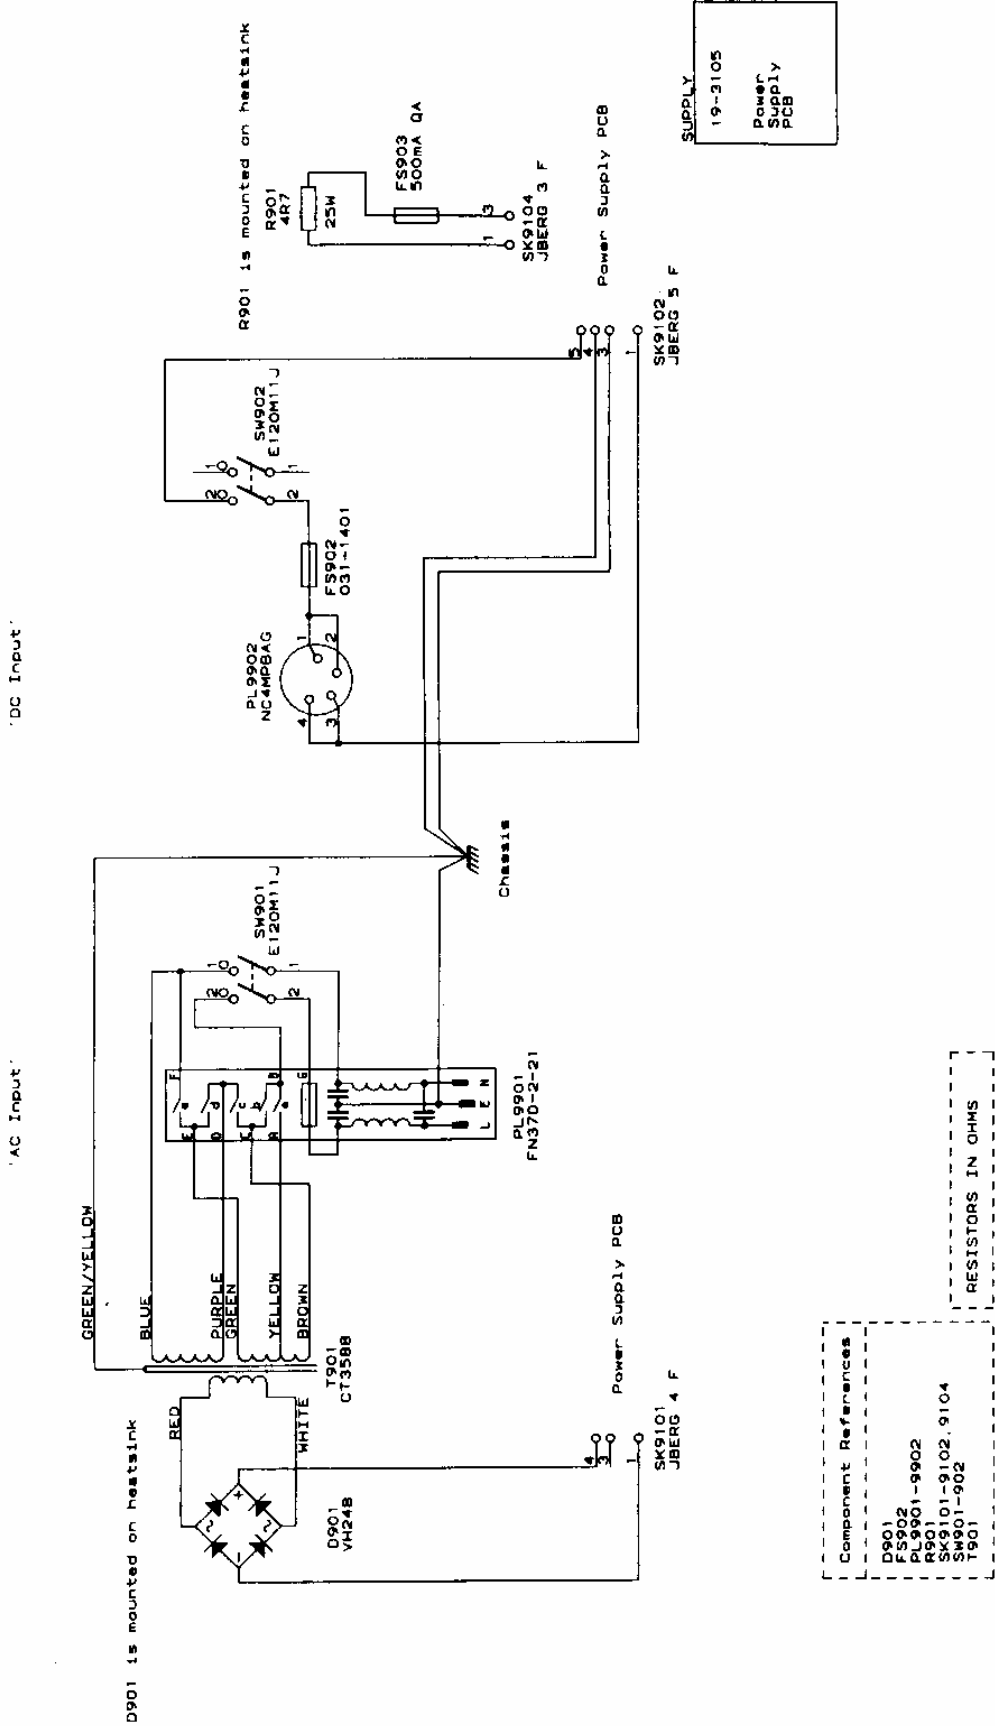 'AC Input'
'DC Input'
D901 is mounted on heatsink
GREEN/YELLOW
BLUE
PURPLE
GREEN
YELLOW
BROWN
RED
WHITE
T901
CT3588
D901
VH248
~
~
+
-
4
3
1
SK9101
JBERG 4 F
Power Supply PCB
F
E
D
C
B
A
G
e
d
c
b
a
L
E
N
PL9901
FN370-2-21
SW901
E120M11J
20
10
2
1
Chassis
PL9902
NC4MPBAG
4
3
1
2
FS902
031-1401
SW902
E120M11J
20
10
2
1
5
4
3
1
SK9102
JBERG 5 F
Power Supply PCB
R901 is mounted on heatsink
R901
4R7
25W
FS903
500mA QA
1
3
SK9104
JBERG 3 F
SUPPLY
19-3105
Power
Supply
PCB
Component References
D901
FS902
PL9901-9902
R901
SK9101-9102,9104
SW901-902
T901
RESISTORS IN OHMS